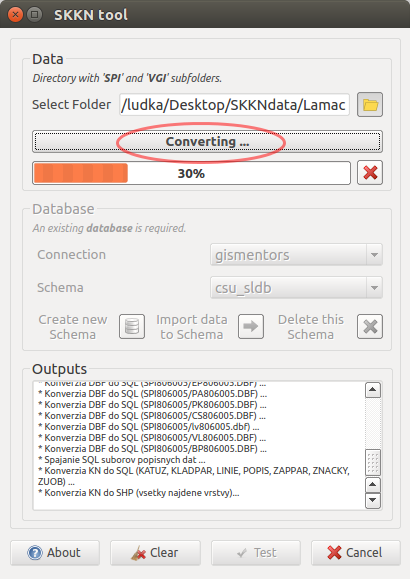 SKKN tool
Data
Directory with 'SPI' and 'VGI' subfolders.
Select Folder /ludka/Desktop/SKKNdata/Lamac
Converting ...
30%
Database
An existing database is required.
Connection gismentors
Schema csu_sldb
Create new Schema
Import data to Schema
Delete this Schema
Outputs
* Konverzia DBF do SQL (SPI806005/EP806005.DBF) ...
* Konverzia DBF do SQL (SPI806005/PA806005.DBF) ...
* Konverzia DBF do SQL (SPI806005/PK806005.DBF) ...
* Konverzia DBF do SQL (SPI806005/CS806005.DBF) ...
* Konverzia DBF do SQL (SPI806005/lv806005.dbf) ...
* Konverzia DBF do SQL (SPI806005/VL806005.DBF) ...
* Konverzia DBF do SQL (SPI806005/BP806005.DBF) ...
* Spajanie SQL suborov popisnych dat ...
* Konverzia KN do SQL (KATUZ, KLADPAR, LINIE, POPIS, ZAPPAR, ZNACKY,
ZUOB) ...
* Konverzia KN do SHP (vsetky najdene vrstvy)...
About Clear Test Cancel